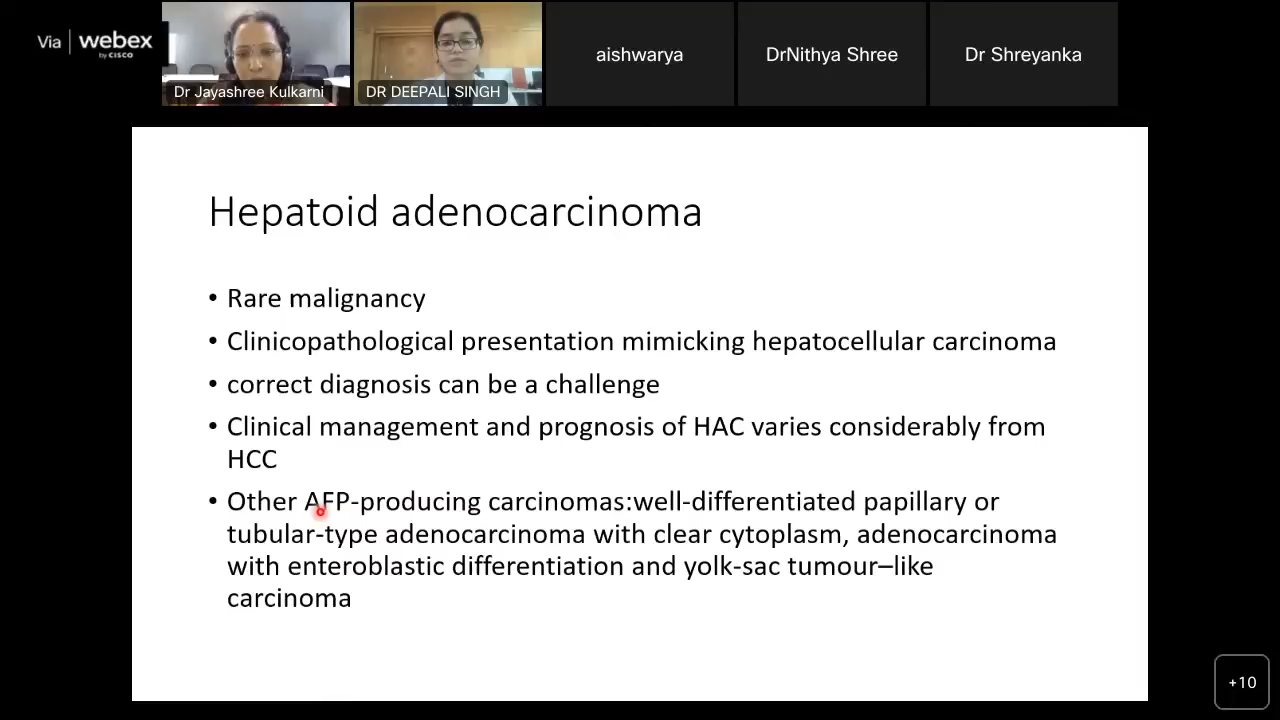 Via | webex
by CISCO
Dr Jayashree Kulkarni
DR DEEPALI SINGH
aishwarya
DrNithya Shree
Dr Shreyanka
Hepatoid adenocarcinoma
• Rare malignancy
• Clinicopathological presentation mimicking hepatocellular carcinoma
• correct diagnosis can be a challenge
• Clinical management and prognosis of HAC varies considerably from
HCC
• Other AFP-producing carcinomas:well-differentiated papillary or
tubular-type adenocarcinoma with clear cytoplasm, adenocarcinoma
with enteroblastic differentiation and yolk-sac tumour–like
carcinoma
+10